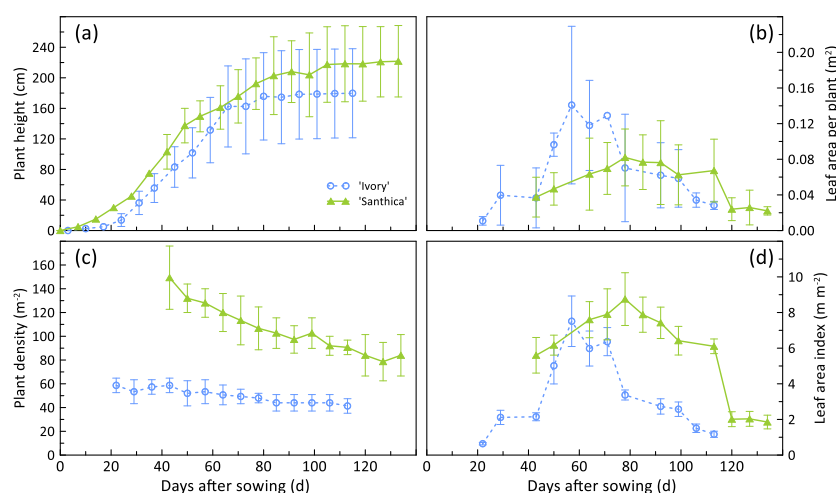 (a)
240
200
160
120
80
40
0
Plant height (cm)
'Ivory'
'Santhica'
(b)
0.20
0.16
0.12
0.08
0.04
0.00
Leaf area per plant (m²)
(c)
160
140
120
100
80
60
40
20
0
Plant density (m⁻²)
0 20 40 60 80 100 120
Days after sowing (d)
(d)
10
8
6
4
2
0
Leaf area index (m m⁻²)
0 20 40 60 80 100 120 140
Days after sowing (d)